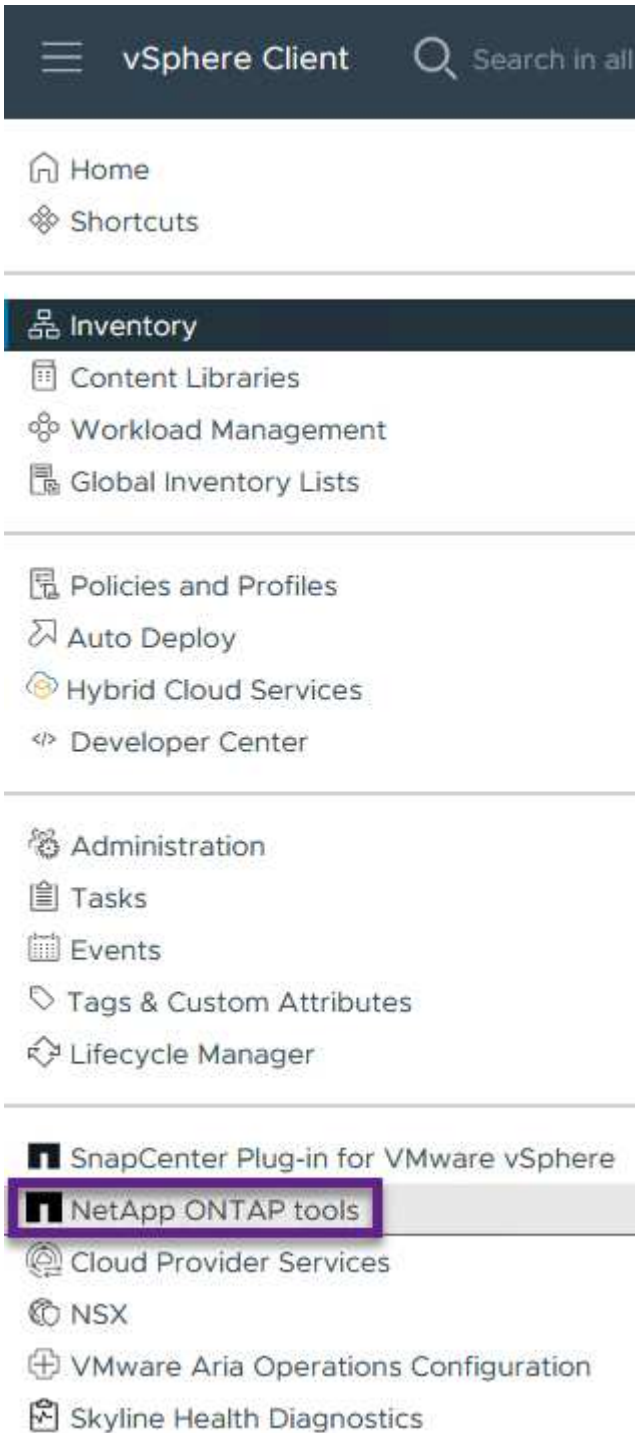 vSphere Client Search in all
Home
Shortcuts
Inventory
Content Libraries
Workload Management
Global Inventory Lists
Policies and Profiles
Auto Deploy
Hybrid Cloud Services
Developer Center
Administration
Tasks
Events
Tags & Custom Attributes
Lifecycle Manager
SnapCenter Plug-in for VMware vSphere
NetApp ONTAP tools
Cloud Provider Services
NSX
VMware Aria Operations Configuration
Skyline Health Diagnostics